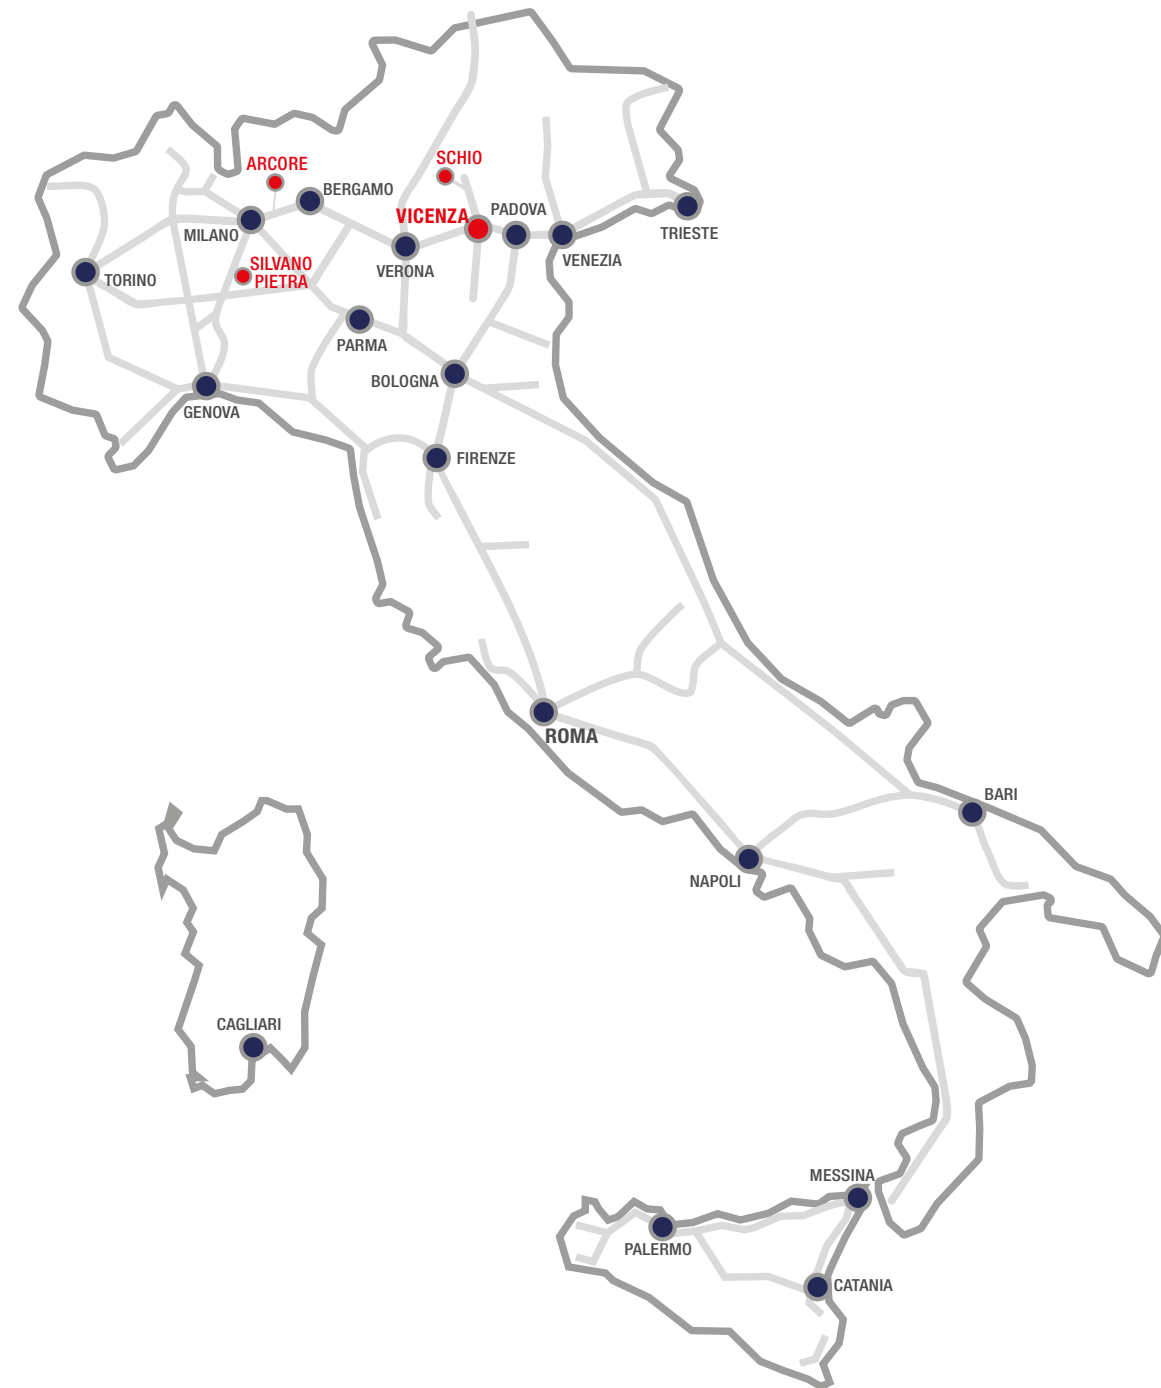 SCHIO
ARCORE
BERGAMO
PADOVA
VICENZA
MILANO
TRIESTE
VENEZIA
VERONA
SILVANO
PIETRA
TORINO
PARMA
BOLOGNA
GENOVA
FIRENZE
ROMA
BARI
NAPOLI
CAGLIARI
MESSINA
PALERMO
CATANIA